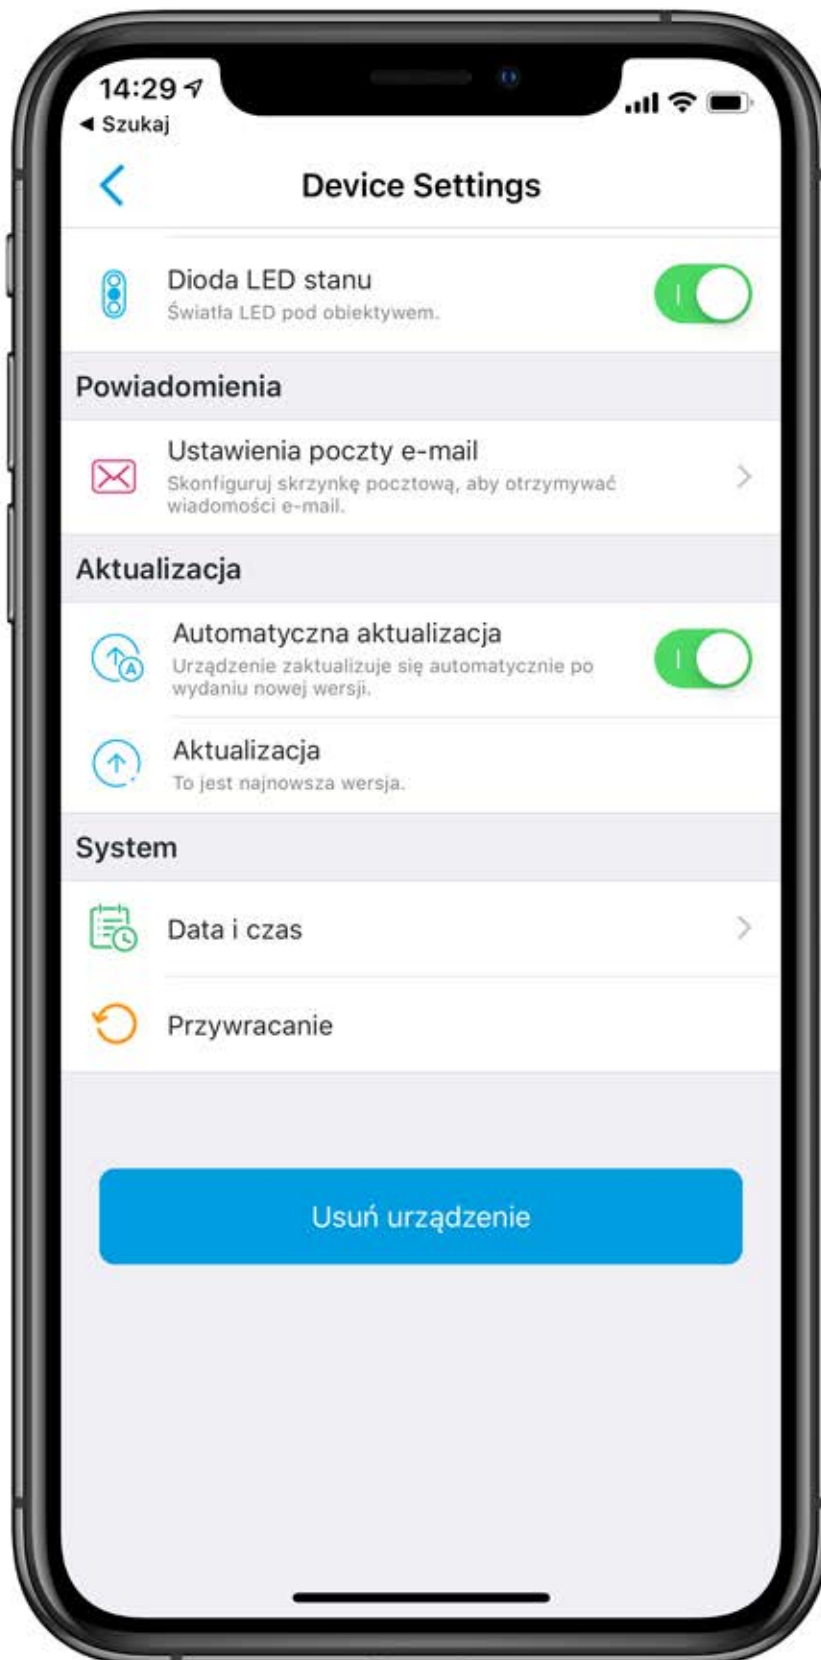 14:29
◀ Szukaj
Device Settings
Dioda LED stanu
Światła LED pod obiektywem.
Powiadomienia
Ustawienia poczty e-mail
Skonfiguruj skrzynkę pocztową, aby otrzymywać
wiadomości e-mail.
Aktualizacja
Automatyczna aktualizacja
Urządzenie zaktualizuje się automatycznie po
wydaniu nowej wersji.
Aktualizacja
To jest najnowsza wersja.
System
Data i czas
Przywracanie
Usuń urządzenie